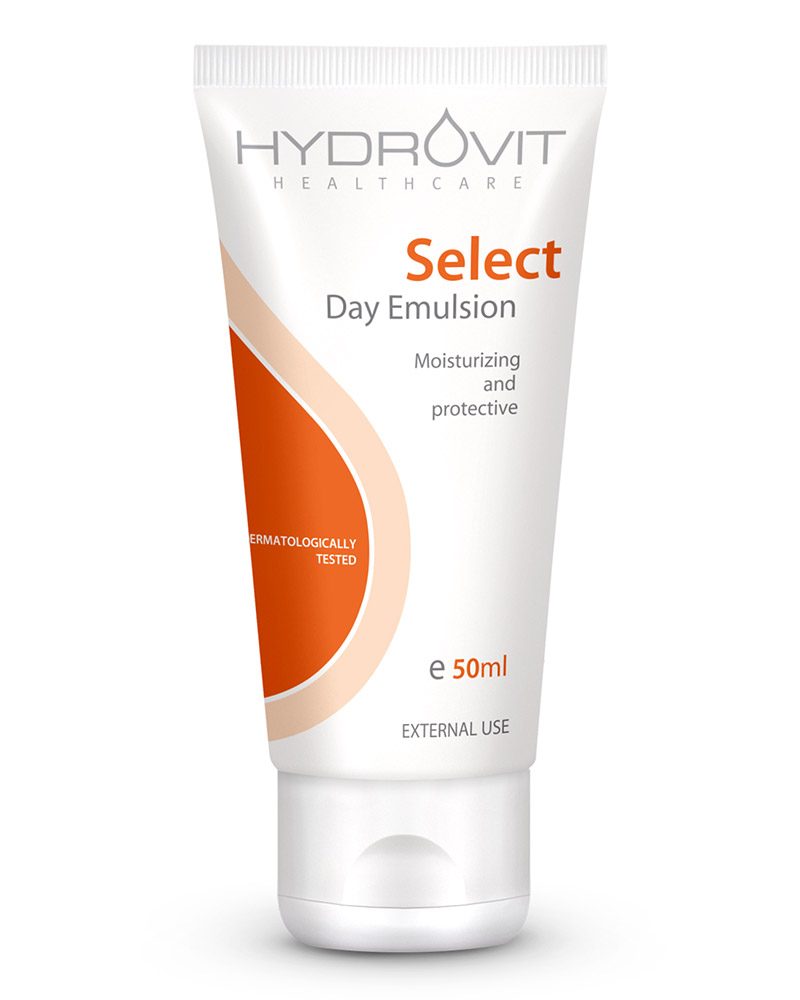 HYDROVIT
HEALTHCARE
Select
Day Emulsion
Moisturizing
and
protective
ERMATOLOGICALLY
TESTED
e 50ml
EXTERNAL USE